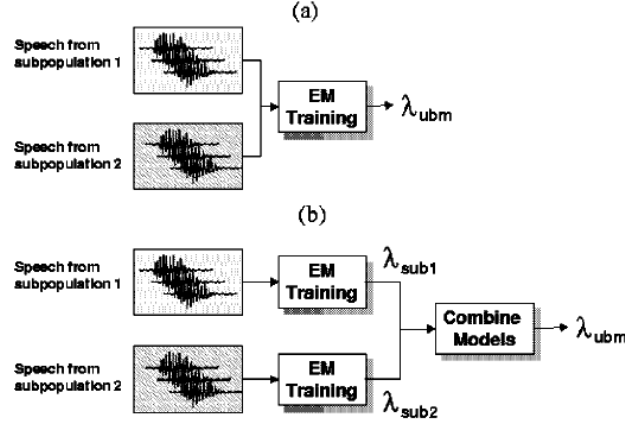 (a)
Speech from
subpopulation 1
EM
Training
λubm
Speech from
subpopulation 2
(b)
Speech from
subpopulation 1
EM
Training
λsub1
Combine
Models
λubm
Speech from
subpopulation 2
EM
Training
λsub2